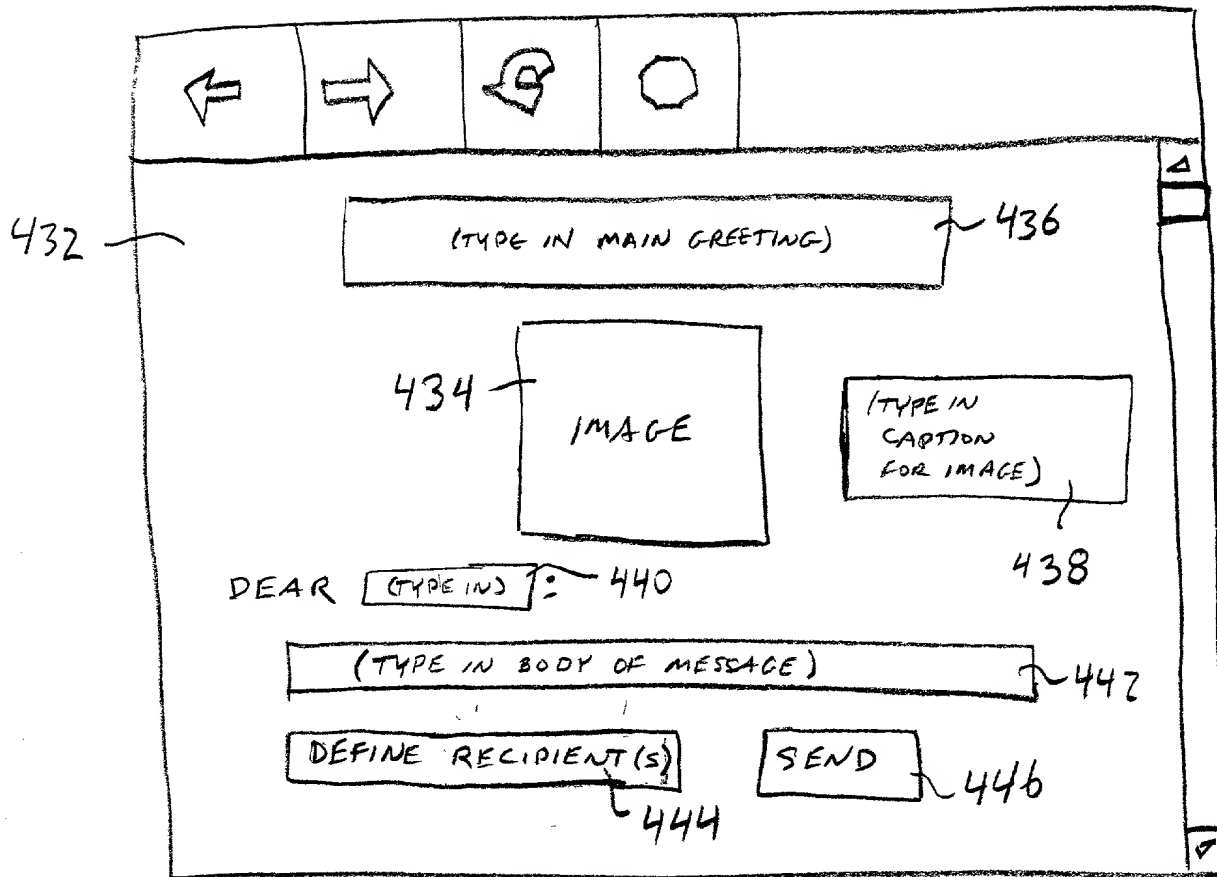 432
(TYPE IN MAIN GREETING)
436
434
IMAGE
(TYPE IN
CAPTION
FOR IMAGE)
438
DEAR (TYPE IN) : 440
(TYPE IN BODY OF MESSAGE)
442
DEFINE RECIPIENT(S)
444
SEND
446